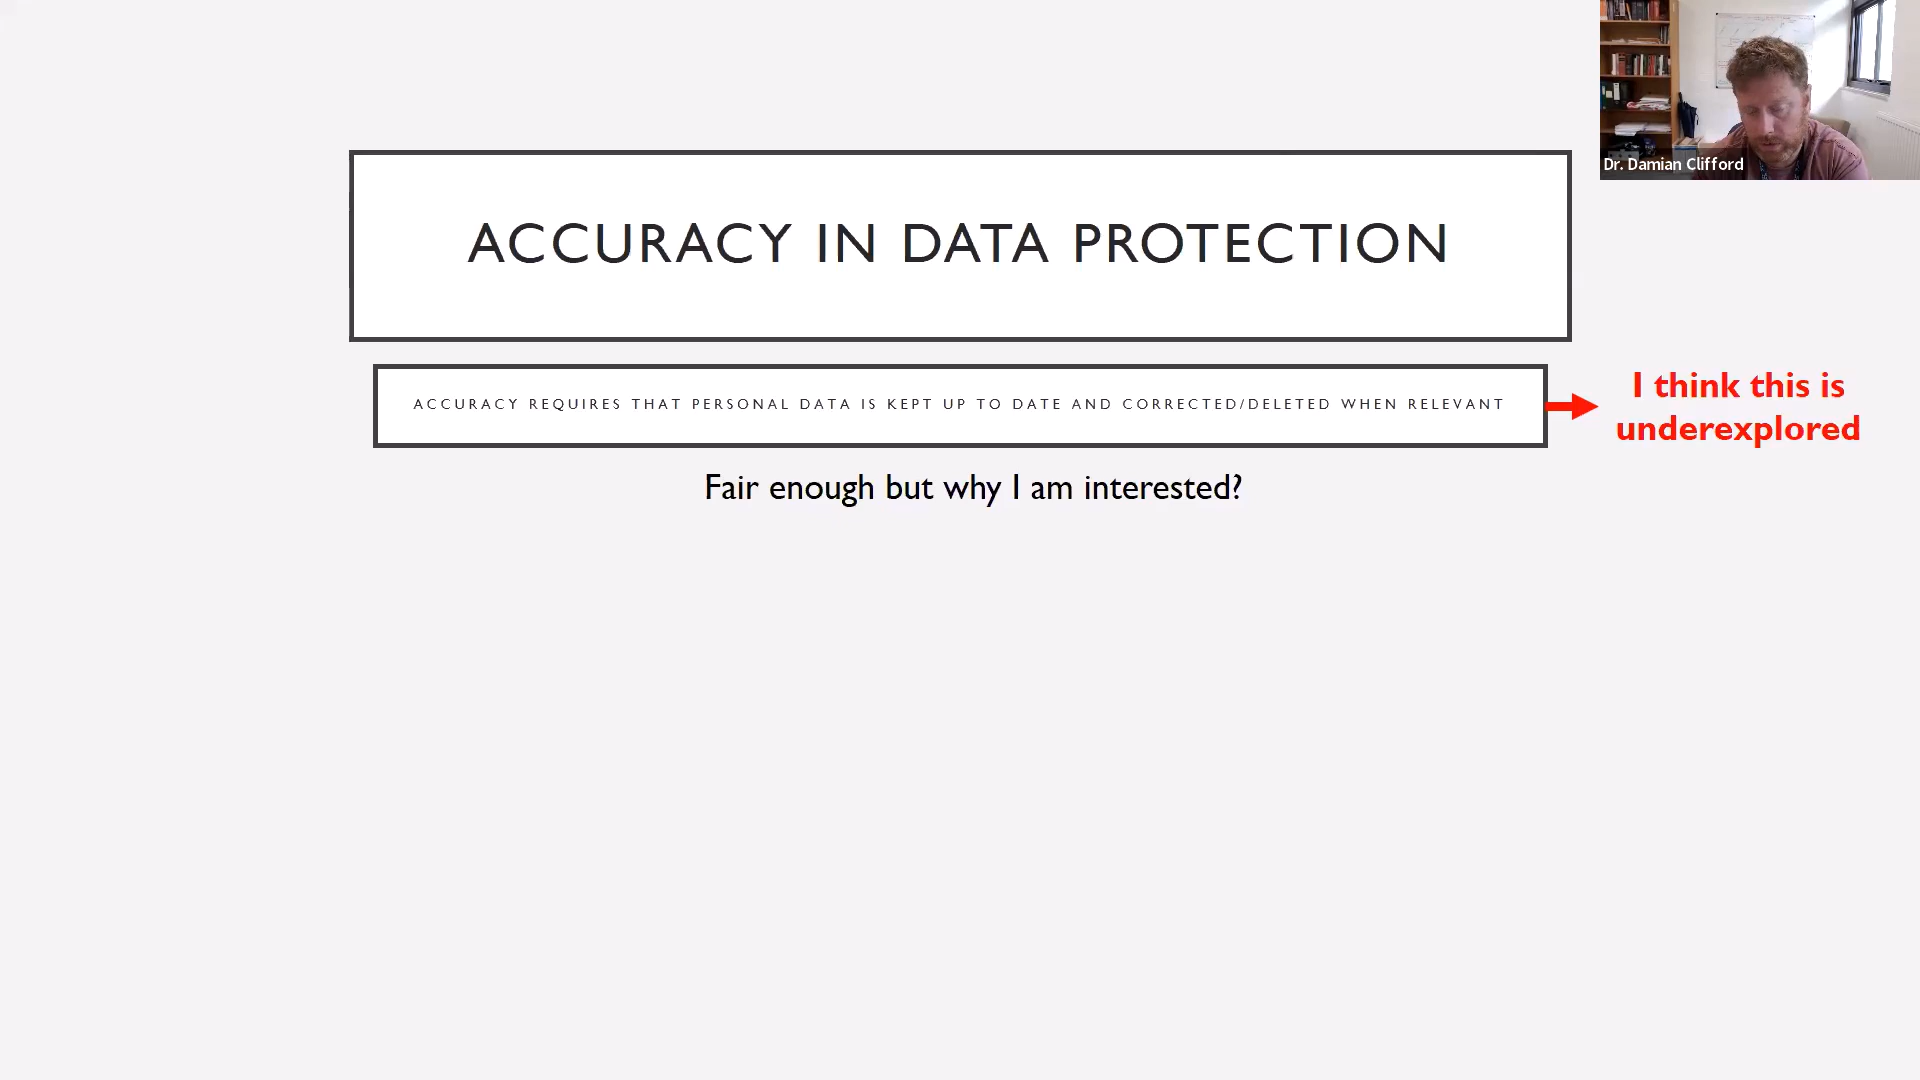 Dr. Damian Clifford
ACCURACY IN DATA PROTECTION
ACCURACY REQUIRES THAT PERSONAL DATA IS KEPT UP TO DATE AND CORRECTED/DELETED WHEN RELEVANT
I think this is
underexplored
Fair enough but why I am interested?